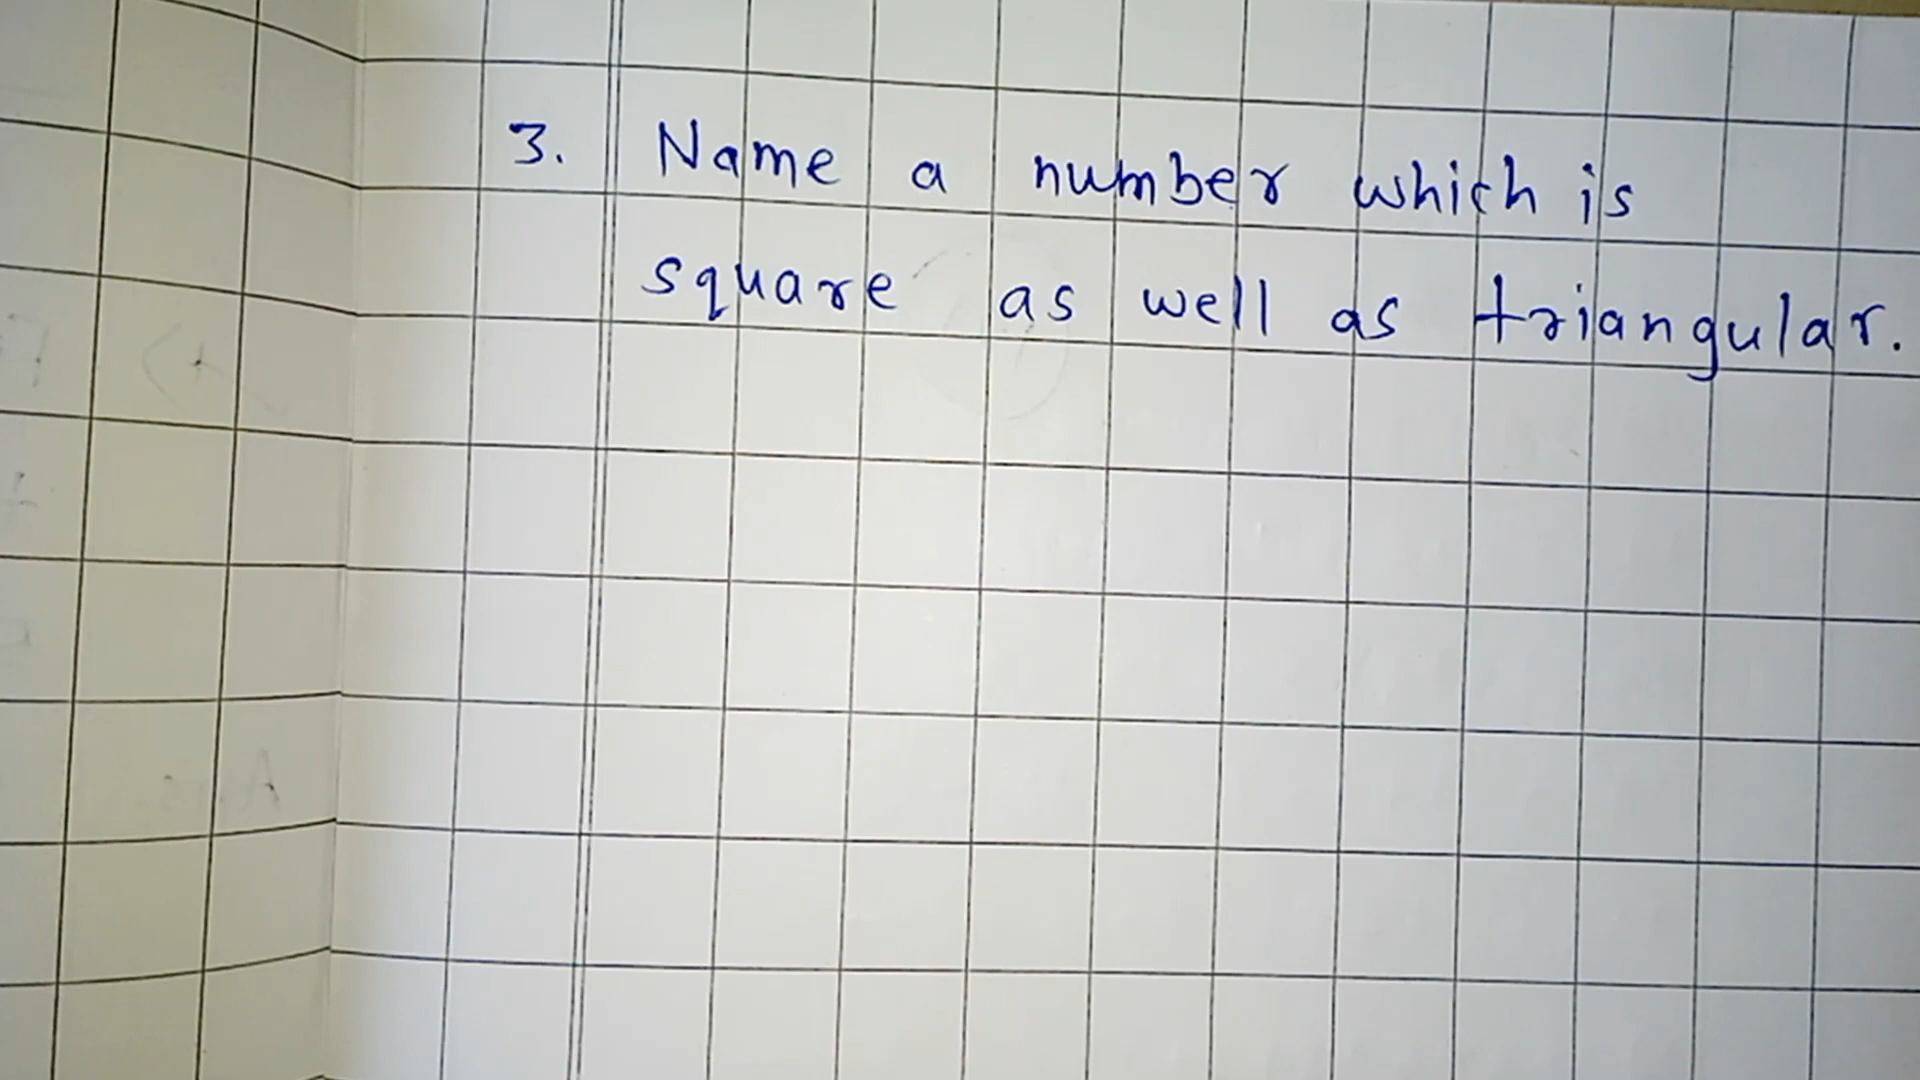 3. Name a number which is
square as well as triangular.